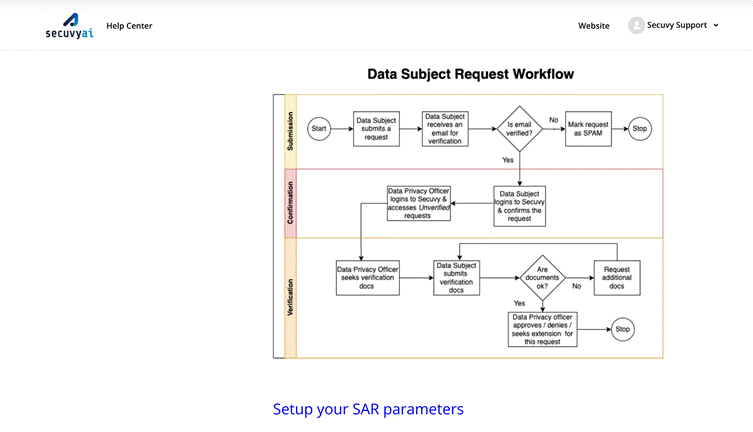 secuvyai
Help Center
Website
Secuvy Support
Data Subject Request Workflow
Submission
Start
Data Subject
submits a
request
Data Subject
receives an
email for
verification
Is email
verified?
No
Mark request
as SPAM
Stop
Yes
Confirmation
Data Privacy Officer
logins to Secuvy &
accesses Unverified
requests
Data Subject
logins to Secuvy
& confirms the
request
Verification
Data Privacy Officer
seeks verification
docs
Data Subject
submits
verification
docs
Are
documents
ok?
No
Request
additional
docs
Yes
Data Privacy officer
approves / denies /
seeks extension for
this request
Stop
Setup your SAR parameters